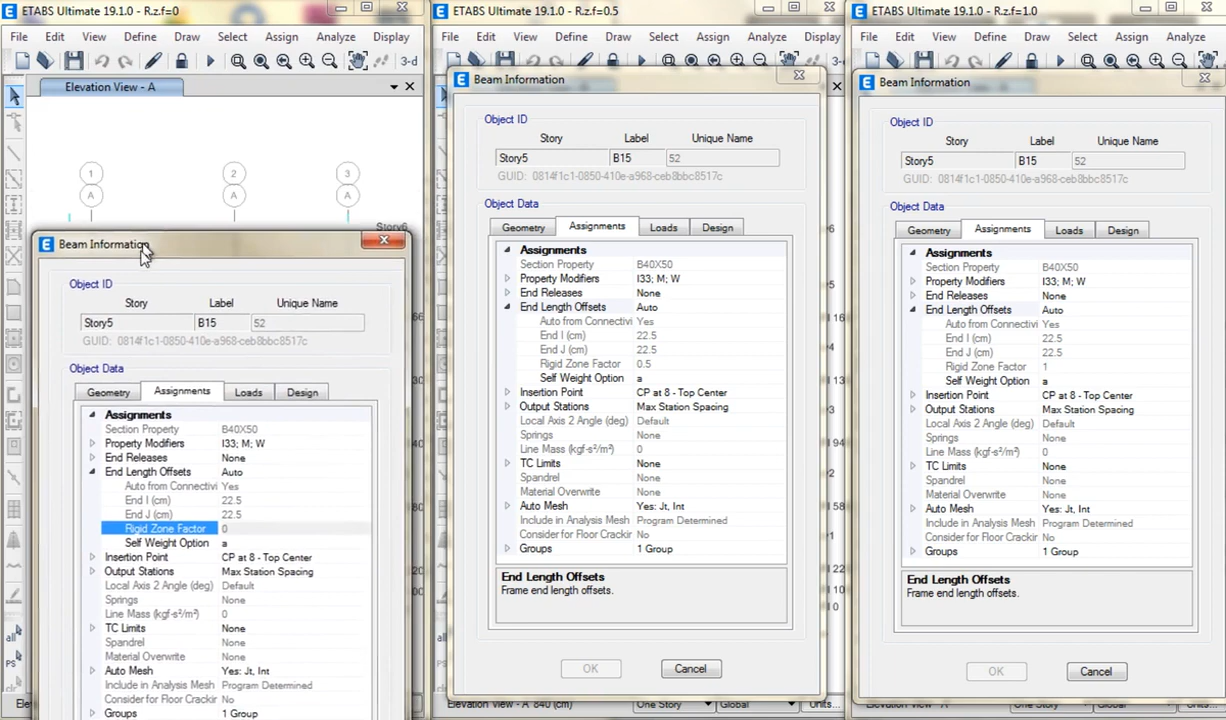 ETABS Ultimate 19.1.0 - R.z.f=0
File Edit View Define Draw Select Assign Analyze Display
3-d
Elevation View - A
1 2 3
A A A
Story6
Beam Information
Object ID
Story Label Unique Name
Story5 B15 52
GUID: 0814f1c1-0850-410e-a968-ceb8bbc8517c
Object Data
Geometry Assignments Loads Design
Assignments
Section Property B40X50
Property Modifiers I33; M; W
End Releases None
End Length Offsets Auto
Auto from Connectivi Yes
End I (cm) 22.5
End J (cm) 22.5
Rigid Zone Factor 0
Self Weight Option a
Insertion Point CP at 8 - Top Center
Output Stations Max Station Spacing
Local Axis 2 Angle (deg) Default
Springs None
Line Mass (kgf-s²/m²) 0
TC Limits None
Spandrel None
Material Overwrite None
Auto Mesh Yes: Jt, Int
Include in Analysis Mesh Program Determined
Consider for Floor Crackir No
Groups 1 Group
all
PS
clr
ETABS Ultimate 19.1.0 - R.z.f=0.5
File Edit View Define Draw Select Assign Analyze Display
Beam Information
Object ID
Story Label Unique Name
Story5 B15 52
GUID: 0814f1c1-0850-410e-a968-ceb8bbc8517c
Object Data
Geometry Assignments Loads Design
Assignments
Section Property B40X50
Property Modifiers I33; M; W
End Releases None
End Length Offsets Auto
Auto from Connectivi Yes
End I (cm) 22.5
End J (cm) 22.5
Rigid Zone Factor 0.5
Self Weight Option a
Insertion Point CP at 8 - Top Center
Output Stations Max Station Spacing
Local Axis 2 Angle (deg) Default
Springs None
Line Mass (kgf-s²/m²) 0
TC Limits None
Spandrel None
Material Overwrite None
Auto Mesh Yes: Jt, Int
Include in Analysis Mesh Program Determined
Consider for Floor Crackir No
Groups 1 Group
End Length Offsets
Frame end length offsets.
OK Cancel
Elevation View - A 840 (cm) One Story Global Units...
ETABS Ultimate 19.1.0 - R.z.f=1.0
File Edit View Define Draw Select Assign Analyze
Beam Information
Object ID
Story Label Unique Name
Story5 B15 52
GUID: 0814f1c1-0850-410e-a968-ceb8bbc8517c
Object Data
Geometry Assignments Loads Design
Assignments
Section Property B40X50
Property Modifiers I33; M; W
End Releases None
End Length Offsets Auto
Auto from Connectivi Yes
End I (cm) 22.5
End J (cm) 22.5
Rigid Zone Factor 1
Self Weight Option a
Insertion Point CP at 8 - Top Center
Output Stations Max Station Spacing
Local Axis 2 Angle (deg) Default
Springs None
Line Mass (kgf-s²/m²) 0
TC Limits None
Spandrel None
Material Overwrite None
Auto Mesh Yes: Jt, Int
Include in Analysis Mesh Program Determined
Consider for Floor Crackir No
Groups 1 Group
End Length Offsets
Frame end length offsets.
OK Cancel
One Story Global Units...